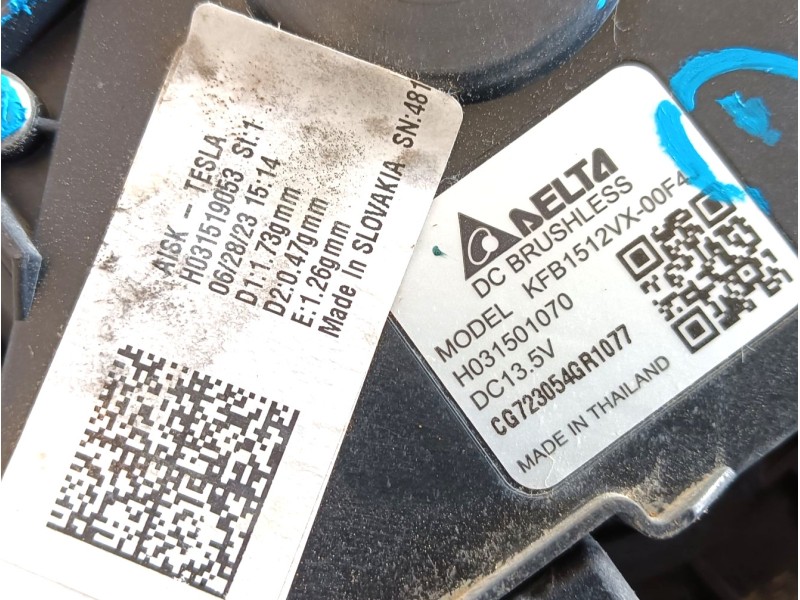 AISK - TESLA
H031519053 SI:1
06/28/23 15:14
D1:1.73gmm
D2:0.47gmm
E:1.26gmm
Made In SLOVAKIA SN:481
DELTA
DC BRUSHLESS
MODEL KFB1512VX-00F4
H031501070
DC13.5V
CG723054GR1077
MADE IN THAILAND